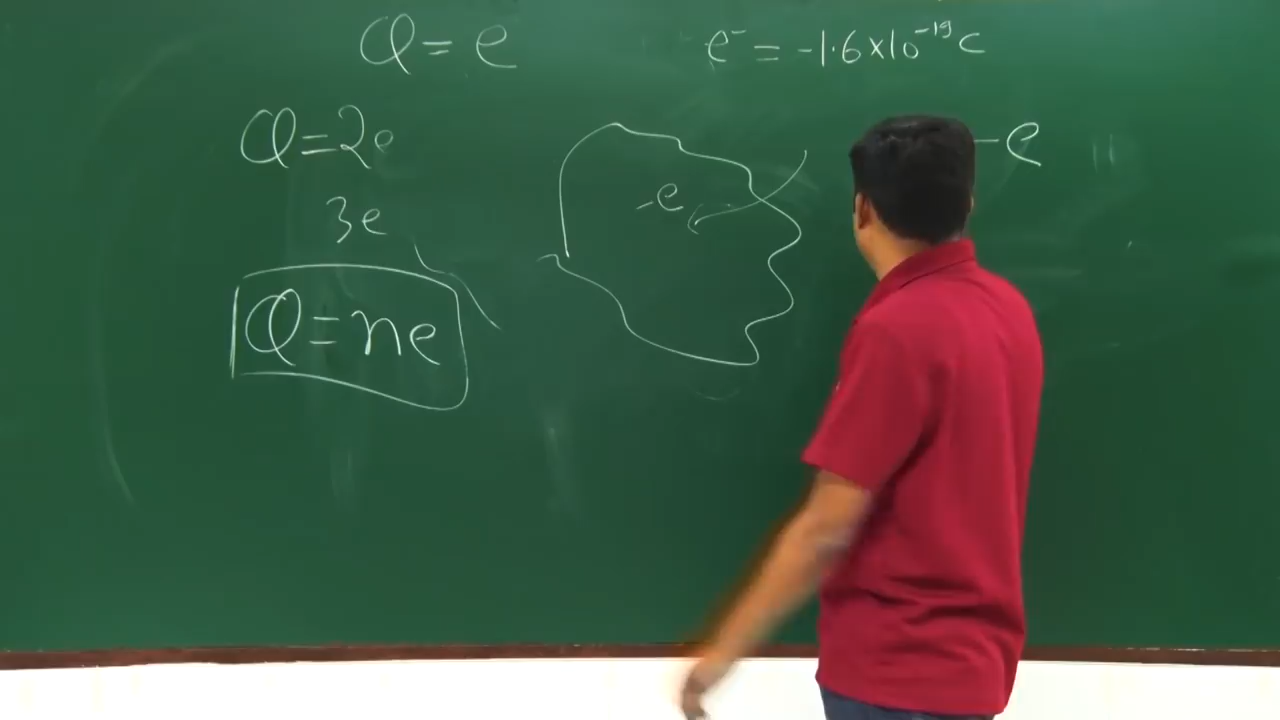 Q = e
e⁻ = -1.6×10⁻¹⁹ C
Q = 2e
-e
3e
-e
Q = ne